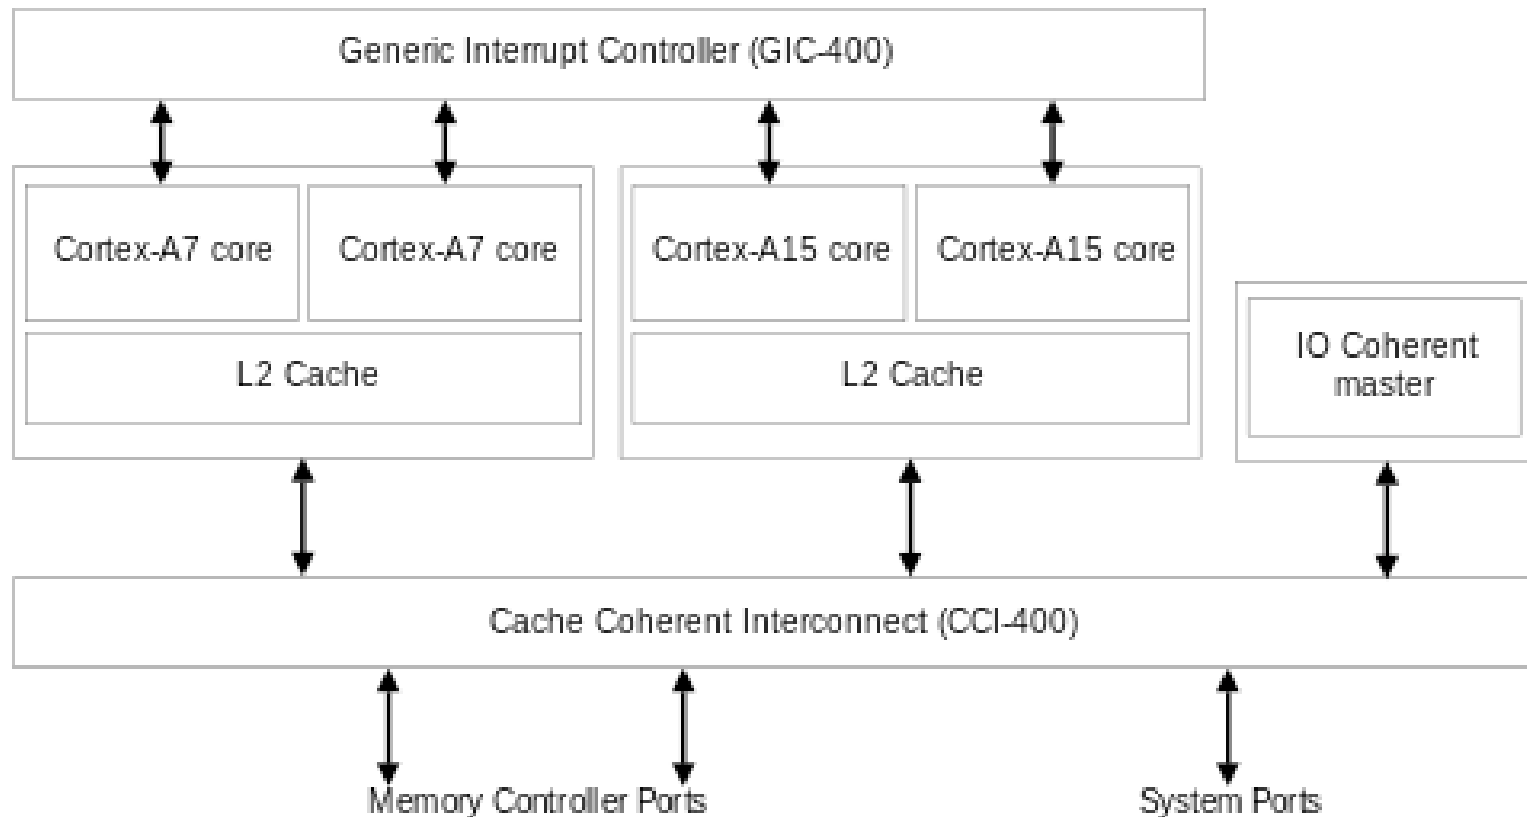 Generic Interrupt Controller (GIC-400)
Cortex-A7 core
Cortex-A7 core
Cortex-A15 core
Cortex-A15 core
L2 Cache
L2 Cache
IO Coherent
master
Cache Coherent Interconnect (CCI-400)
Memory Controller Ports
System Ports